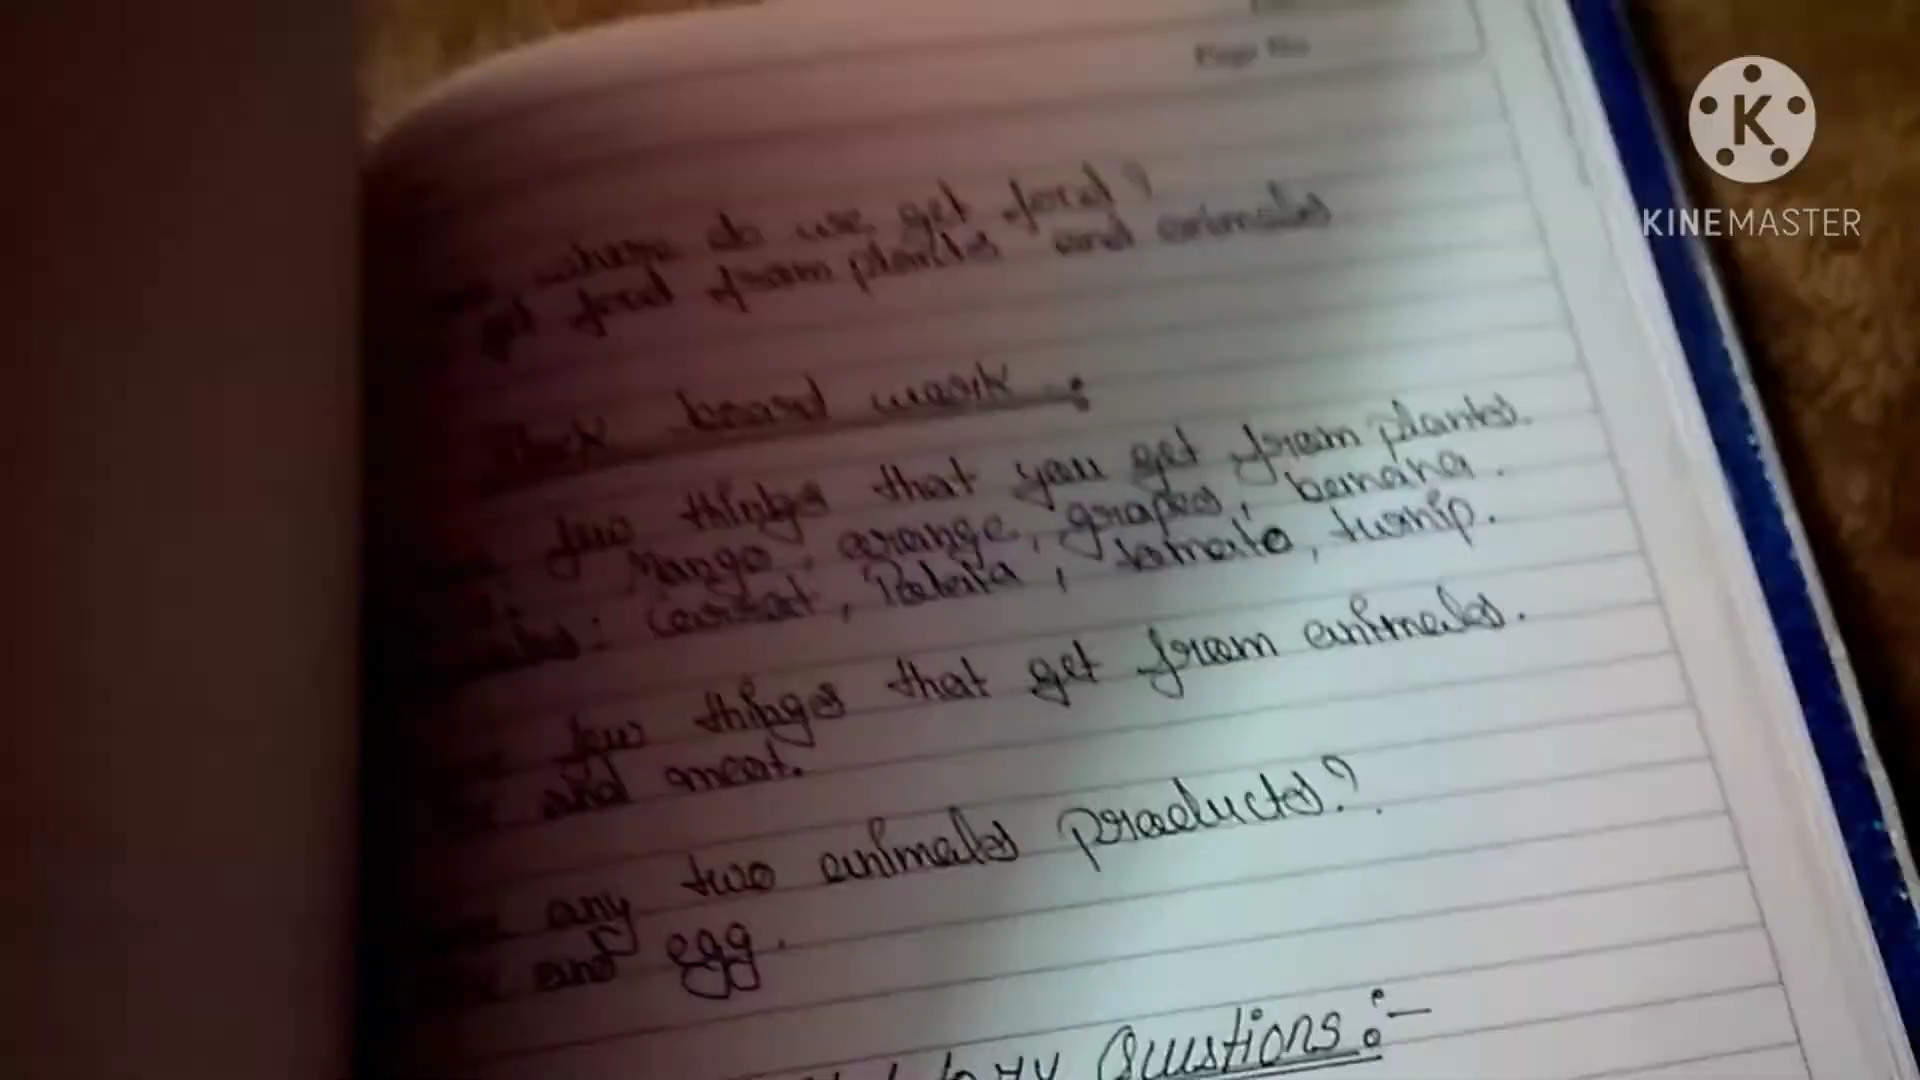 Page No.
where do we get food?
get food from plants and animals
board work :
few things that you get from plants.
Mango, orange, grapes, banana.
Carrot, Potato, tomato, turnip.
few things that get from animals.
and meat.
any two animals products?
and egg.
Qustions :-
K
KINEMASTER